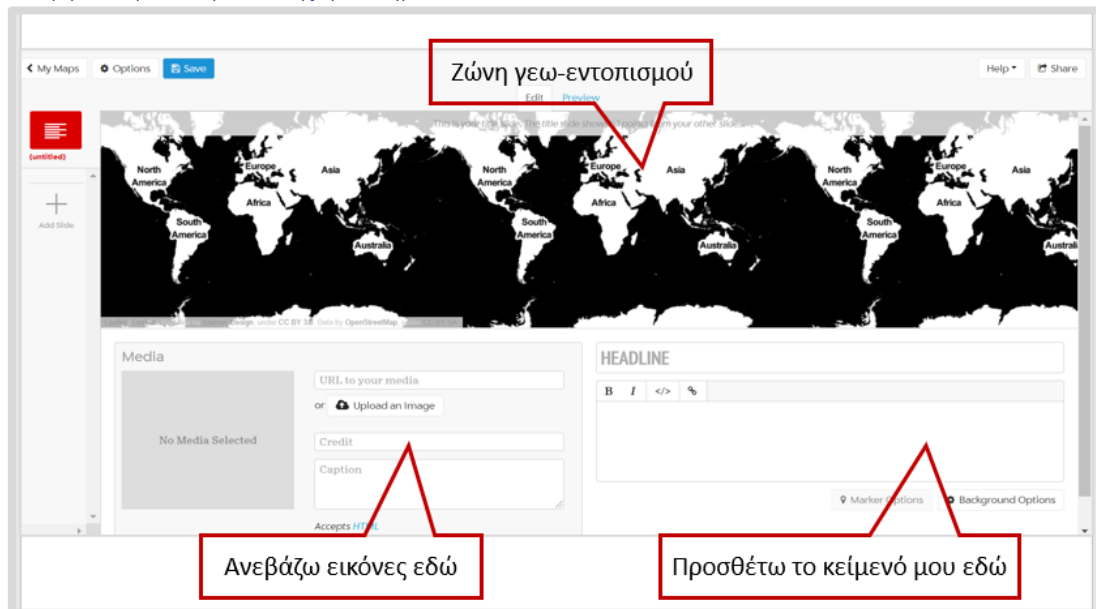 Ζώνη γεω-εντοπισμού
My Maps
Options
Save
Help
Share
Edit
Preview
This is your title slide. The title slide shows all points from your other slides.
(untitled)
Add Slide
North America
South America
Europe
Africa
Asia
Australia
North America
South America
Europe
Africa
Asia
Australia
North America
South America
Europe
Africa
Asia
Australia
under CC BY 3.0. Data by OpenStreetMap
Media
No Media Selected
URL to your media
or
Upload an Image
Credit
Caption
Accepts HTML
HEADLINE
B I </>
Marker Options
Background Options
Ανεβάζω εικόνες εδώ
Προσθέτω το κείμενό μου εδώ